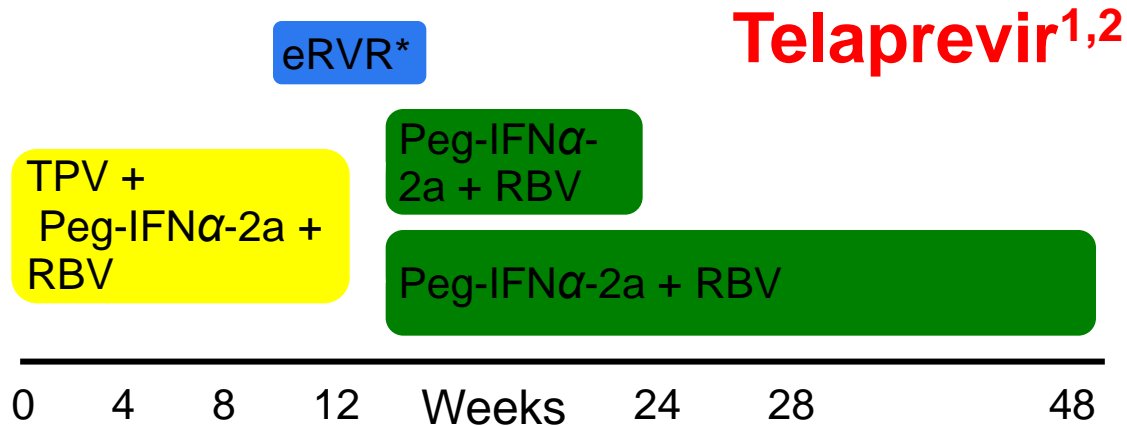 Telaprevir1,2
eRVR*
Peg-IFNα-
2a + RBV
TPV +
Peg-IFNα-2a +
RBV
Peg-IFNα-2a + RBV
0 4 8 12 Weeks 24 28 48